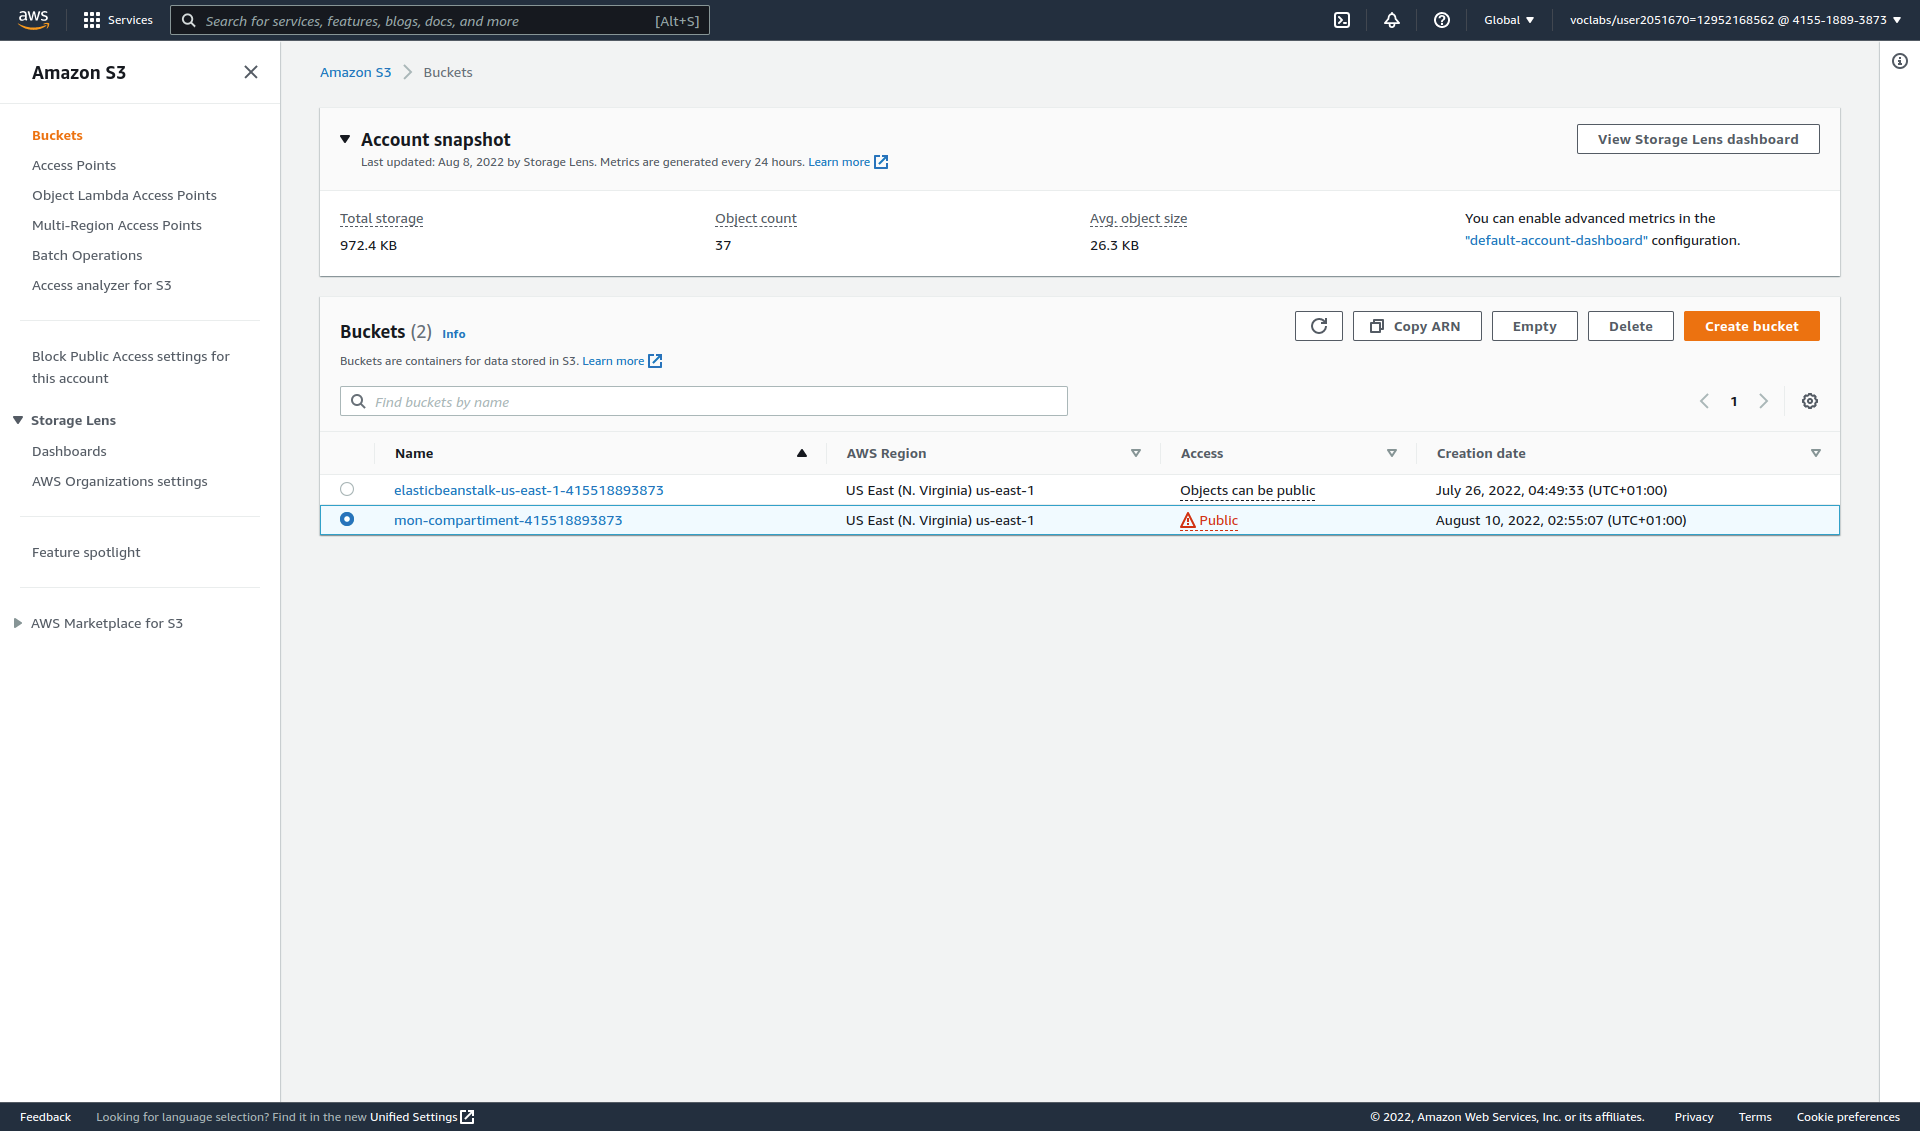 aws
Services
Search for services, features, blogs, docs, and more [Alt+S]
Global
voclabs/user2051670=12952168562 @ 4155-1889-3873
Amazon S3
Buckets
Access Points
Object Lambda Access Points
Multi-Region Access Points
Batch Operations
Access analyzer for S3
Block Public Access settings for
this account
Storage Lens
Dashboards
AWS Organizations settings
Feature spotlight
AWS Marketplace for S3
Amazon S3 Buckets
Account snapshot
Last updated: Aug 8, 2022 by Storage Lens. Metrics are generated every 24 hours. Learn more
View Storage Lens dashboard
Total storage
972.4 KB
Object count
37
Avg. object size
26.3 KB
You can enable advanced metrics in the
"default-account-dashboard" configuration.
Buckets (2) Info
Buckets are containers for data stored in S3. Learn more
Copy ARN
Empty
Delete
Create bucket
Find buckets by name
1
Name AWS Region Access Creation date
elasticbeanstalk-us-east-1-415518893873 US East (N. Virginia) us-east-1 Objects can be public July 26, 2022, 04:49:33 (UTC+01:00)
mon-compartiment-415518893873 US East (N. Virginia) us-east-1 Public August 10, 2022, 02:55:07 (UTC+01:00)
Feedback
Looking for language selection? Find it in the new Unified Settings
© 2022, Amazon Web Services, Inc. or its affiliates.
Privacy
Terms
Cookie preferences